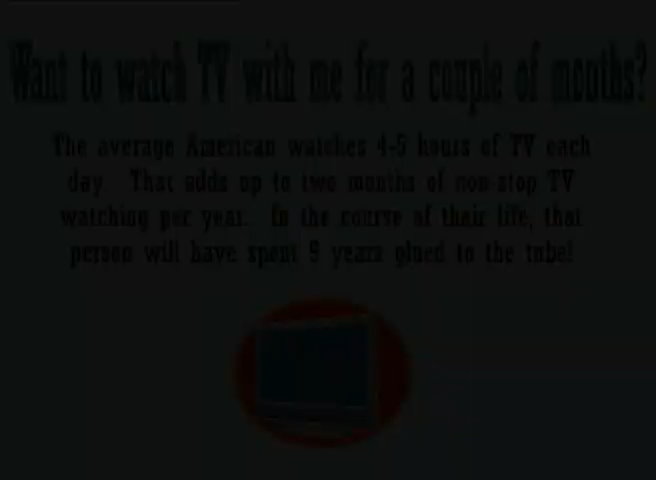 Want to watch TV with me for a couple of months?
The average American watches 4-5 hours of TV each
day. That adds up to two months of non-stop TV
watching per year. In the course of their life, that
person will have spent 9 years glued to the tube!